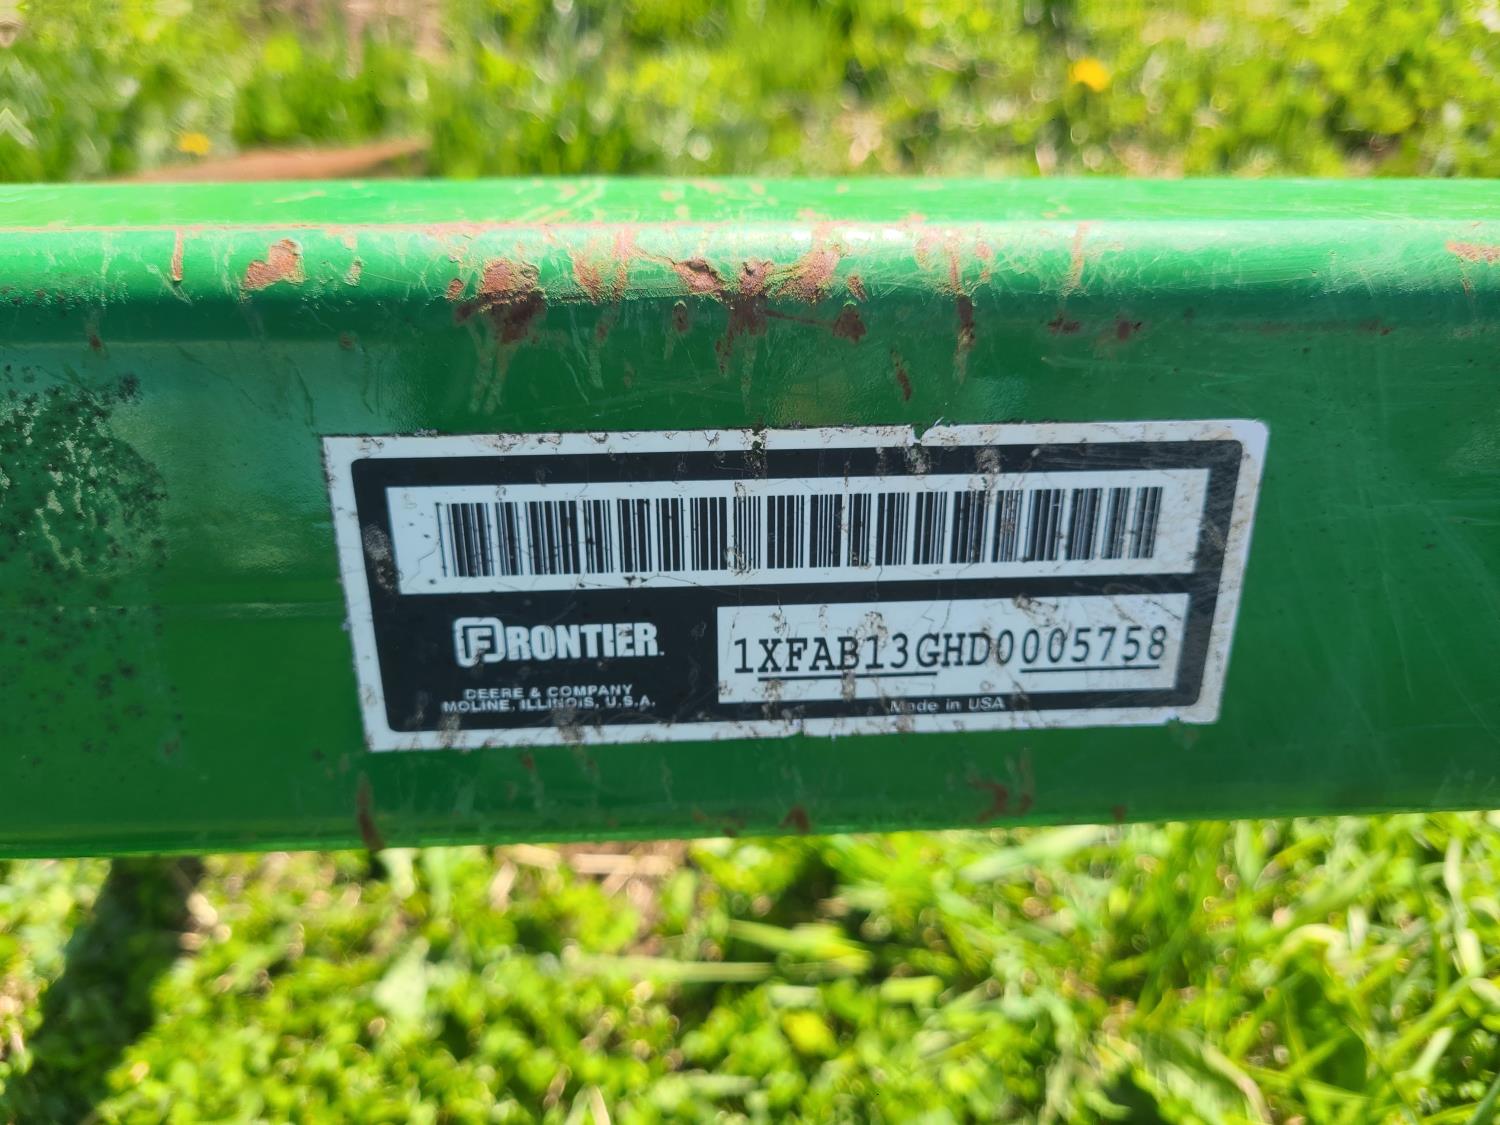 FRONTIER
DEERE & COMPANY
MOLINE, ILLINOIS, U.S.A.
1XFAB13GHD0005758
Made in USA